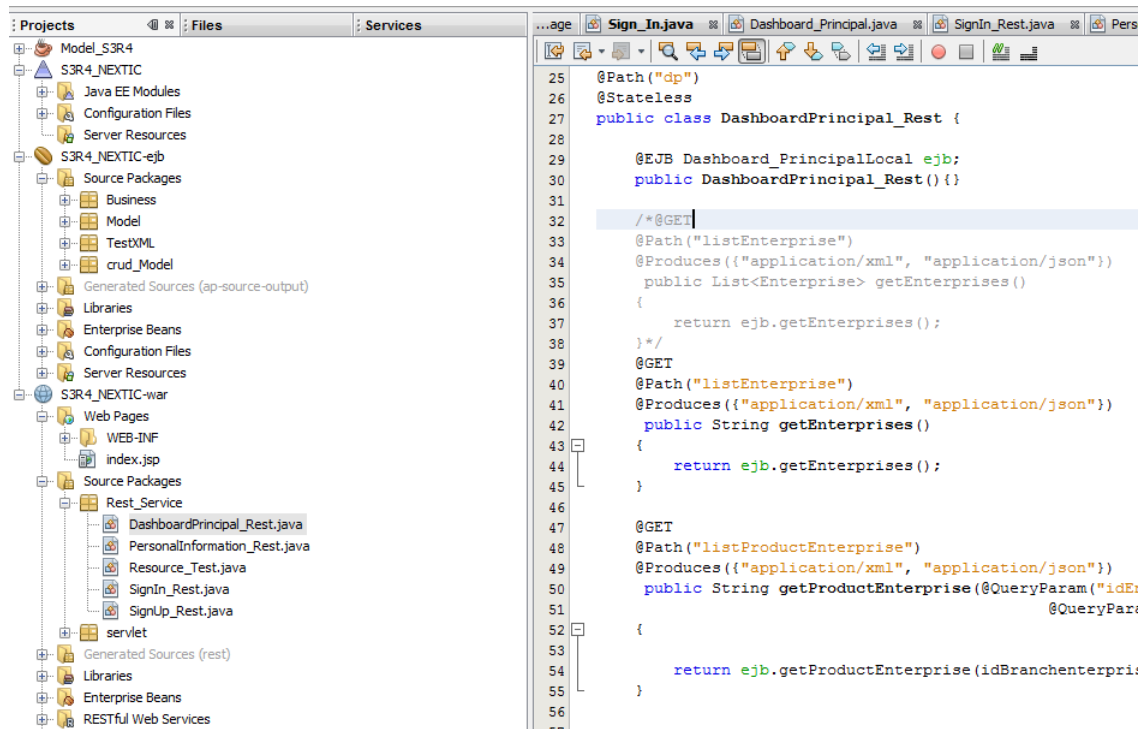 Projects
Files
Services
Model_S3R4
S3R4_NEXTIC
Java EE Modules
Configuration Files
Server Resources
S3R4_NEXTIC-ejb
Source Packages
Business
Model
TestXML
crud_Model
Generated Sources (ap-source-output)
Libraries
Enterprise Beans
Configuration Files
Server Resources
S3R4_NEXTIC-war
Web Pages
WEB-INF
index.jsp
Source Packages
Rest_Service
DashboardPrincipal_Rest.java
PersonalInformation_Rest.java
Resource_Test.java
SignIn_Rest.java
SignUp_Rest.java
servlet
Generated Sources (rest)
Libraries
Enterprise Beans
RESTful Web Services
...age Sign_In.java Dashboard_Principal.java SignIn_Rest.java Pers
25 @Path("dp")
26 @Stateless
27 public class DashboardPrincipal_Rest {
28
29 @EJB Dashboard_PrincipalLocal ejb;
30 public DashboardPrincipal_Rest(){}
31
32 /*@GET
33 @Path("listEnterprise")
34 @Produces({"application/xml", "application/json"})
35 public List<Enterprise> getEnterprises()
36 {
37 return ejb.getEnterprises();
38 }*/
39 @GET
40 @Path("listEnterprise")
41 @Produces({"application/xml", "application/json"})
42 public String getEnterprises()
43 {
44 return ejb.getEnterprises();
45 }
46
47 @GET
48 @Path("listProductEnterprise")
49 @Produces({"application/xml", "application/json"})
50 public String getProductEnterprise(@QueryParam("idEn
51 @QueryPara
52 {
53
54 return ejb.getProductEnterprise(idBranchenterpris
55 }
56